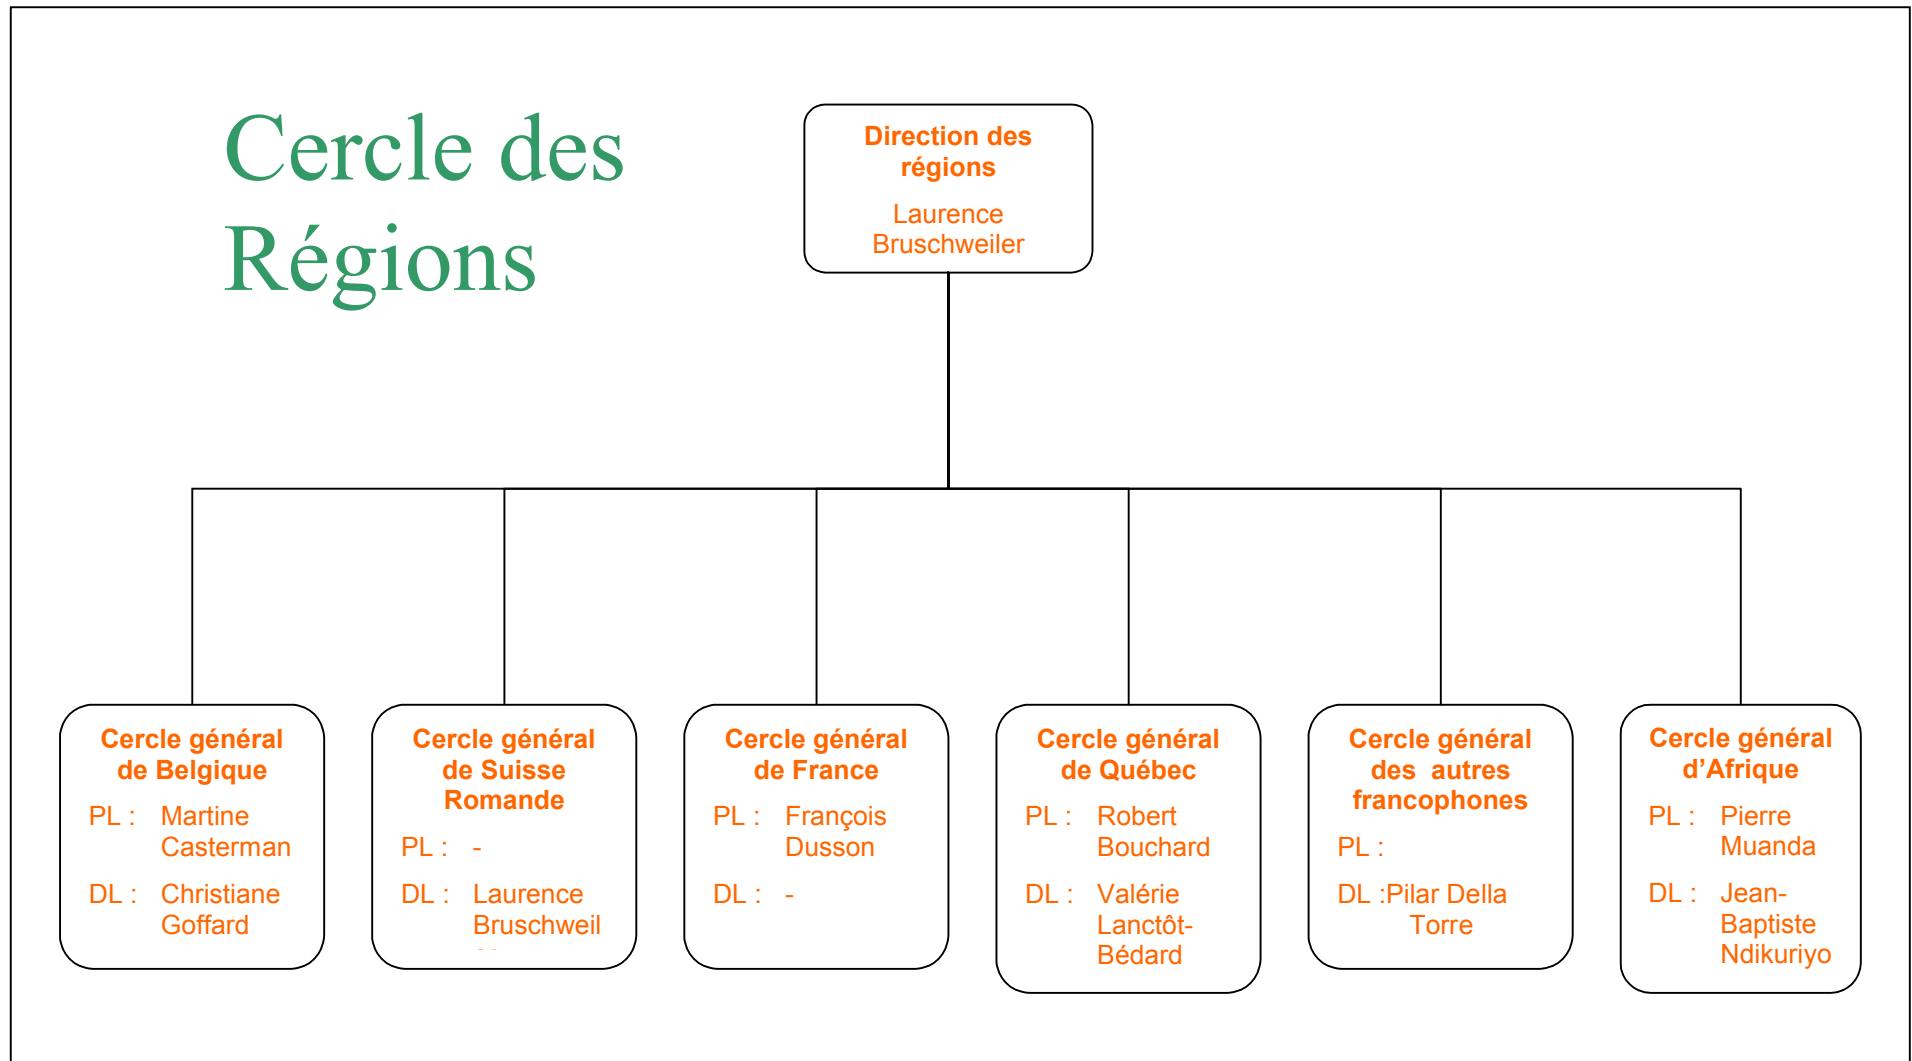 Cercle des
Régions
Direction des
régions
Laurence
Bruschweiler
Cercle général
de Belgique
PL : Martine
Casterman
DL : Christiane
Goffard
Cercle général
de Suisse
Romande
PL : -
DL : Laurence
Bruschweil
Cercle général
de France
PL : François
Dusson
DL : -
Cercle général
de Québec
PL : Robert
Bouchard
DL : Valérie
Lanctôt-
Bédard
Cercle général
des autres
francophones
PL :
DL :Pilar Della
Torre
Cercle général
d’Afrique
PL : Pierre
Muanda
DL : Jean-
Baptiste
Ndikuriyo